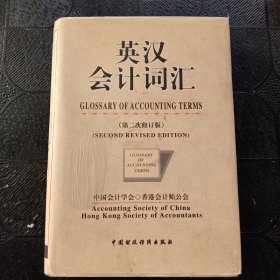 英汉
会计词汇
GLOSSARY OF ACCOUNTING TERMS
(第二次修订版)
(SECOND REVISED EDITION)
GLOSSARY
OF
ACCOUNTING
TERMS
中国会计学会◇香港会计师公会
Accounting Society of China
Hong Kong Society of Accountants
中国财政经济出版社